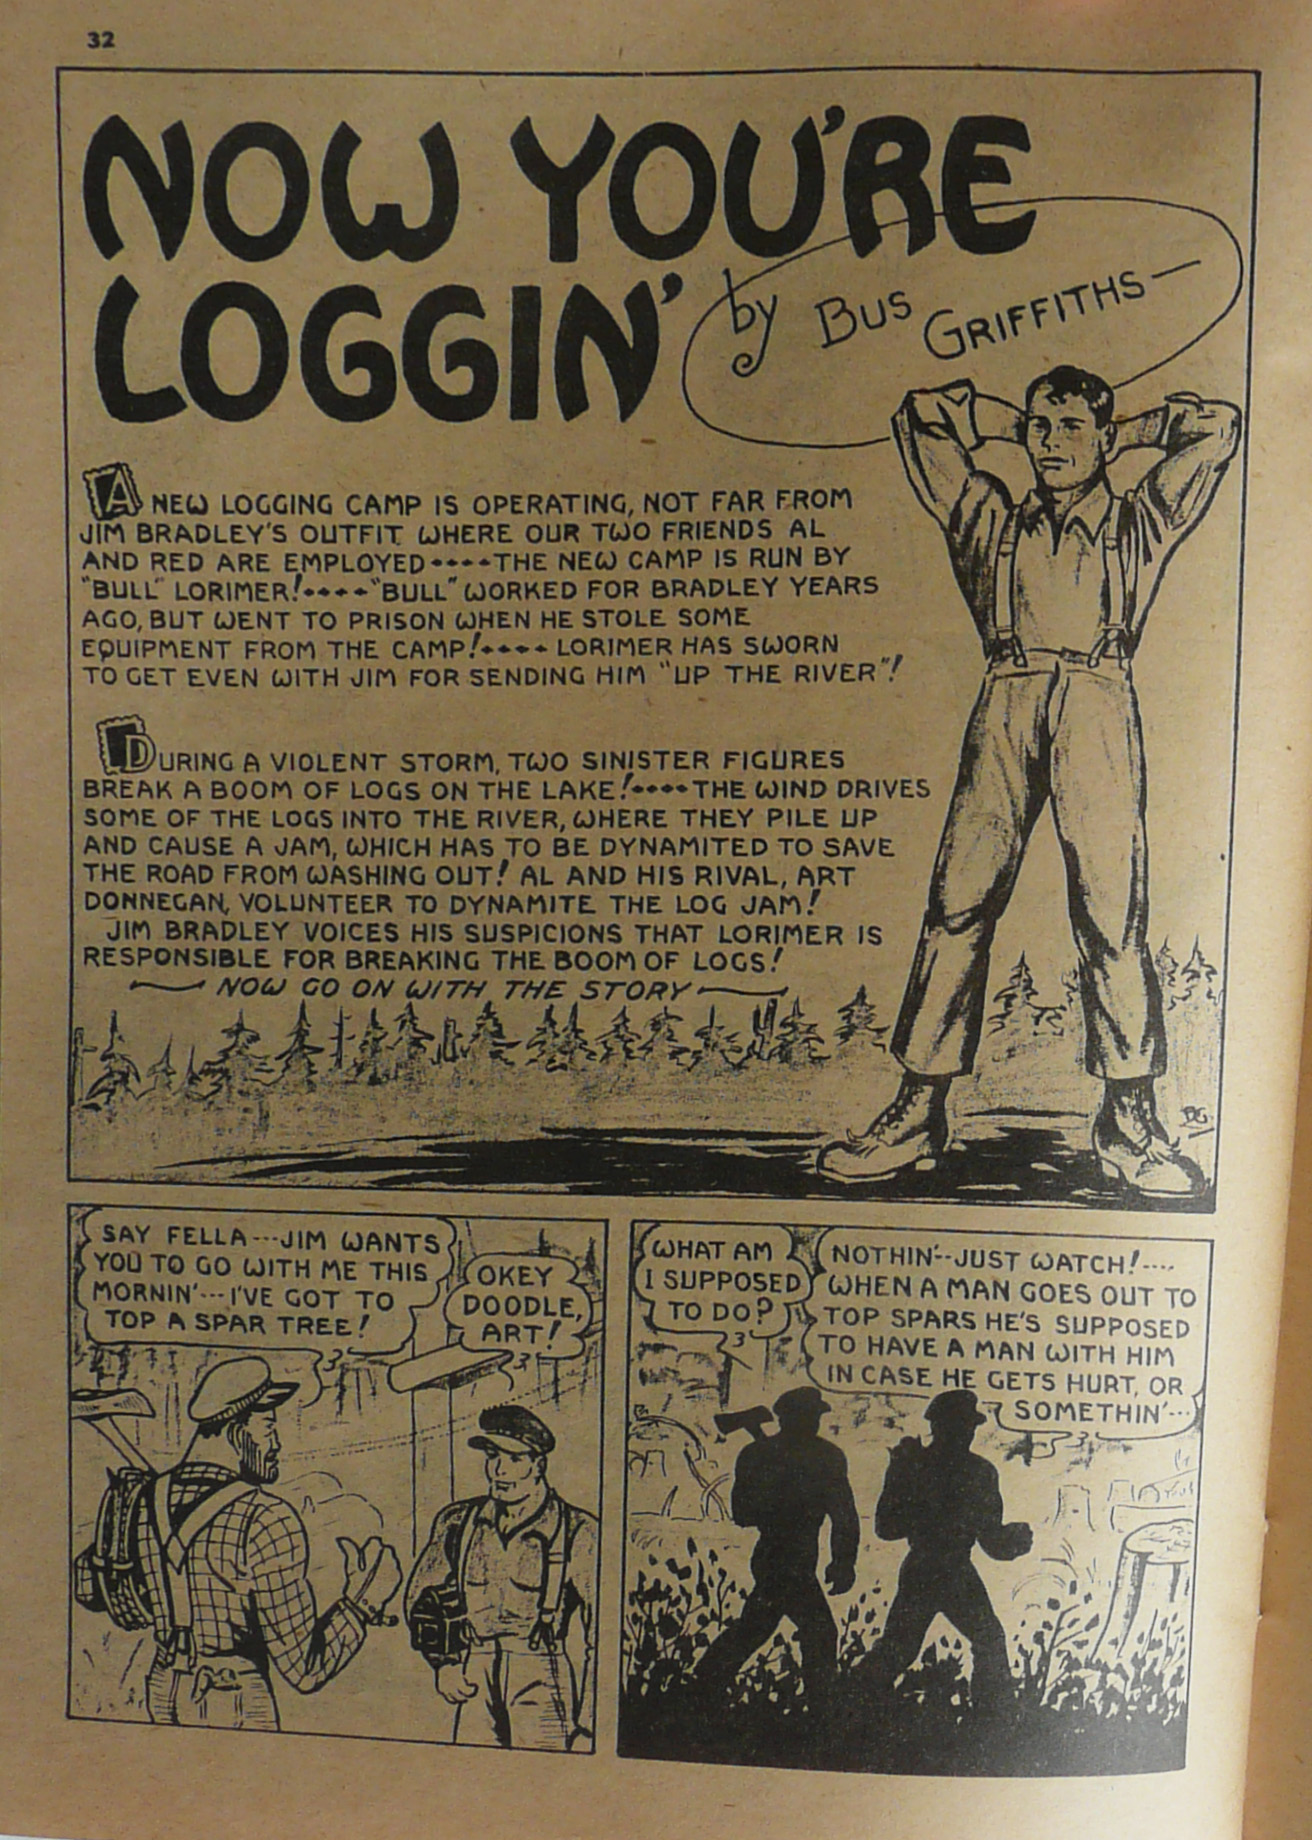 32
NOW YOU'RE
LOGGIN'
by BUS GRIFFITHS—
A NEW LOGGING CAMP IS OPERATING, NOT FAR FROM
JIM BRADLEY'S OUTFIT WHERE OUR TWO FRIENDS AL
AND RED ARE EMPLOYED----THE NEW CAMP IS RUN BY
"BULL" LORIMER!----"BULL" WORKED FOR BRADLEY YEARS
AGO, BUT WENT TO PRISON WHEN HE STOLE SOME
EQUIPMENT FROM THE CAMP!---- LORIMER HAS SWORN
TO GET EVEN WITH JIM FOR SENDING HIM "UP THE RIVER"!
DURING A VIOLENT STORM, TWO SINISTER FIGURES
BREAK A BOOM OF LOGS ON THE LAKE!----THE WIND DRIVES
SOME OF THE LOGS INTO THE RIVER, WHERE THEY PILE UP
AND CAUSE A JAM, WHICH HAS TO BE DYNAMITED TO SAVE
THE ROAD FROM WASHING OUT! AL AND HIS RIVAL, ART
DONNEGAN, VOLUNTEER TO DYNAMITE THE LOG JAM!
JIM BRADLEY VOICES HIS SUSPICIONS THAT LORIMER IS
RESPONSIBLE FOR BREAKING THE BOOM OF LOGS!
— NOW GO ON WITH THE STORY —
BG
SAY FELLA---JIM WANTS
YOU TO GO WITH ME THIS
MORNIN'--- I'VE GOT TO
TOP A SPAR TREE!
OKEY
DOODLE,
ART!
WHAT AM
I SUPPOSED
TO DO?
NOTHIN'--JUST WATCH!----
WHEN A MAN GOES OUT TO
TOP SPARS HE'S SUPPOSED
TO HAVE A MAN WITH HIM
IN CASE HE GETS HURT, OR
SOMETHIN'---